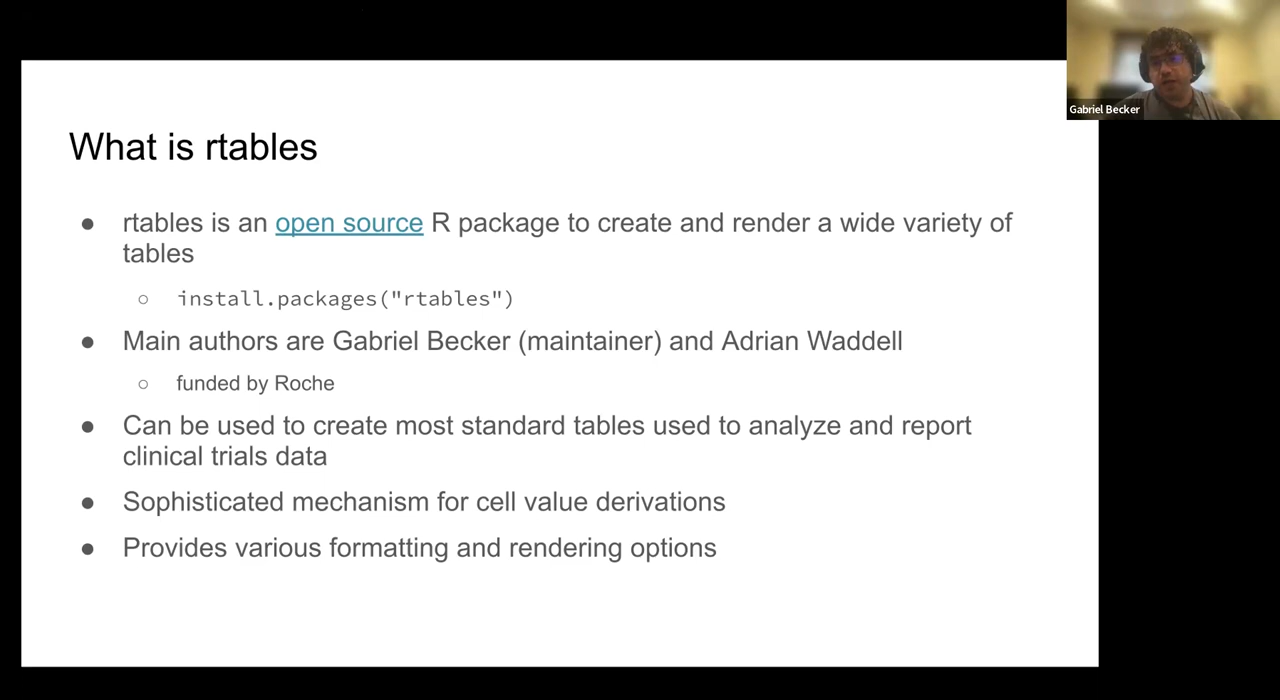 Gabriel Becker
What is rtables
● rtables is an open source R package to create and render a wide variety of
tables
○ install.packages("rtables")
● Main authors are Gabriel Becker (maintainer) and Adrian Waddell
○ funded by Roche
● Can be used to create most standard tables used to analyze and report
clinical trials data
● Sophisticated mechanism for cell value derivations
● Provides various formatting and rendering options